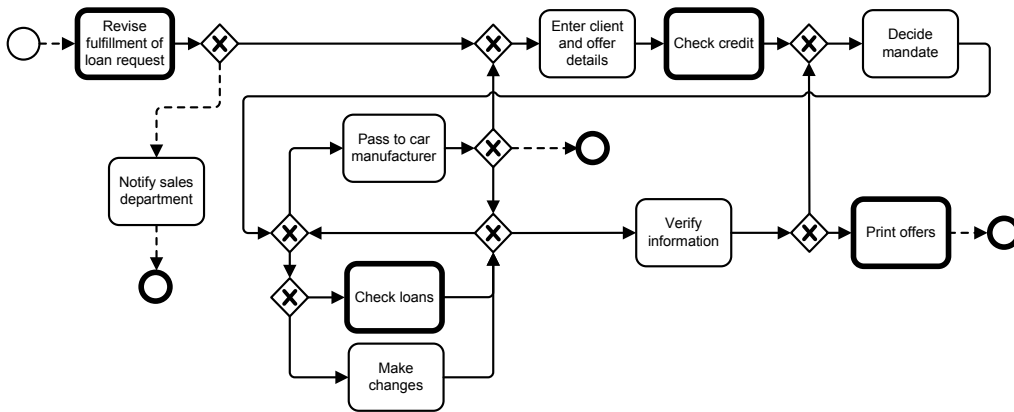 Revise
fulfillment of
loan request
Enter client
and offer
details
Check credit
Decide
mandate
Pass to car
manufacturer
Notify sales
department
Verify
information
Print offers
Check loans
Make
changes